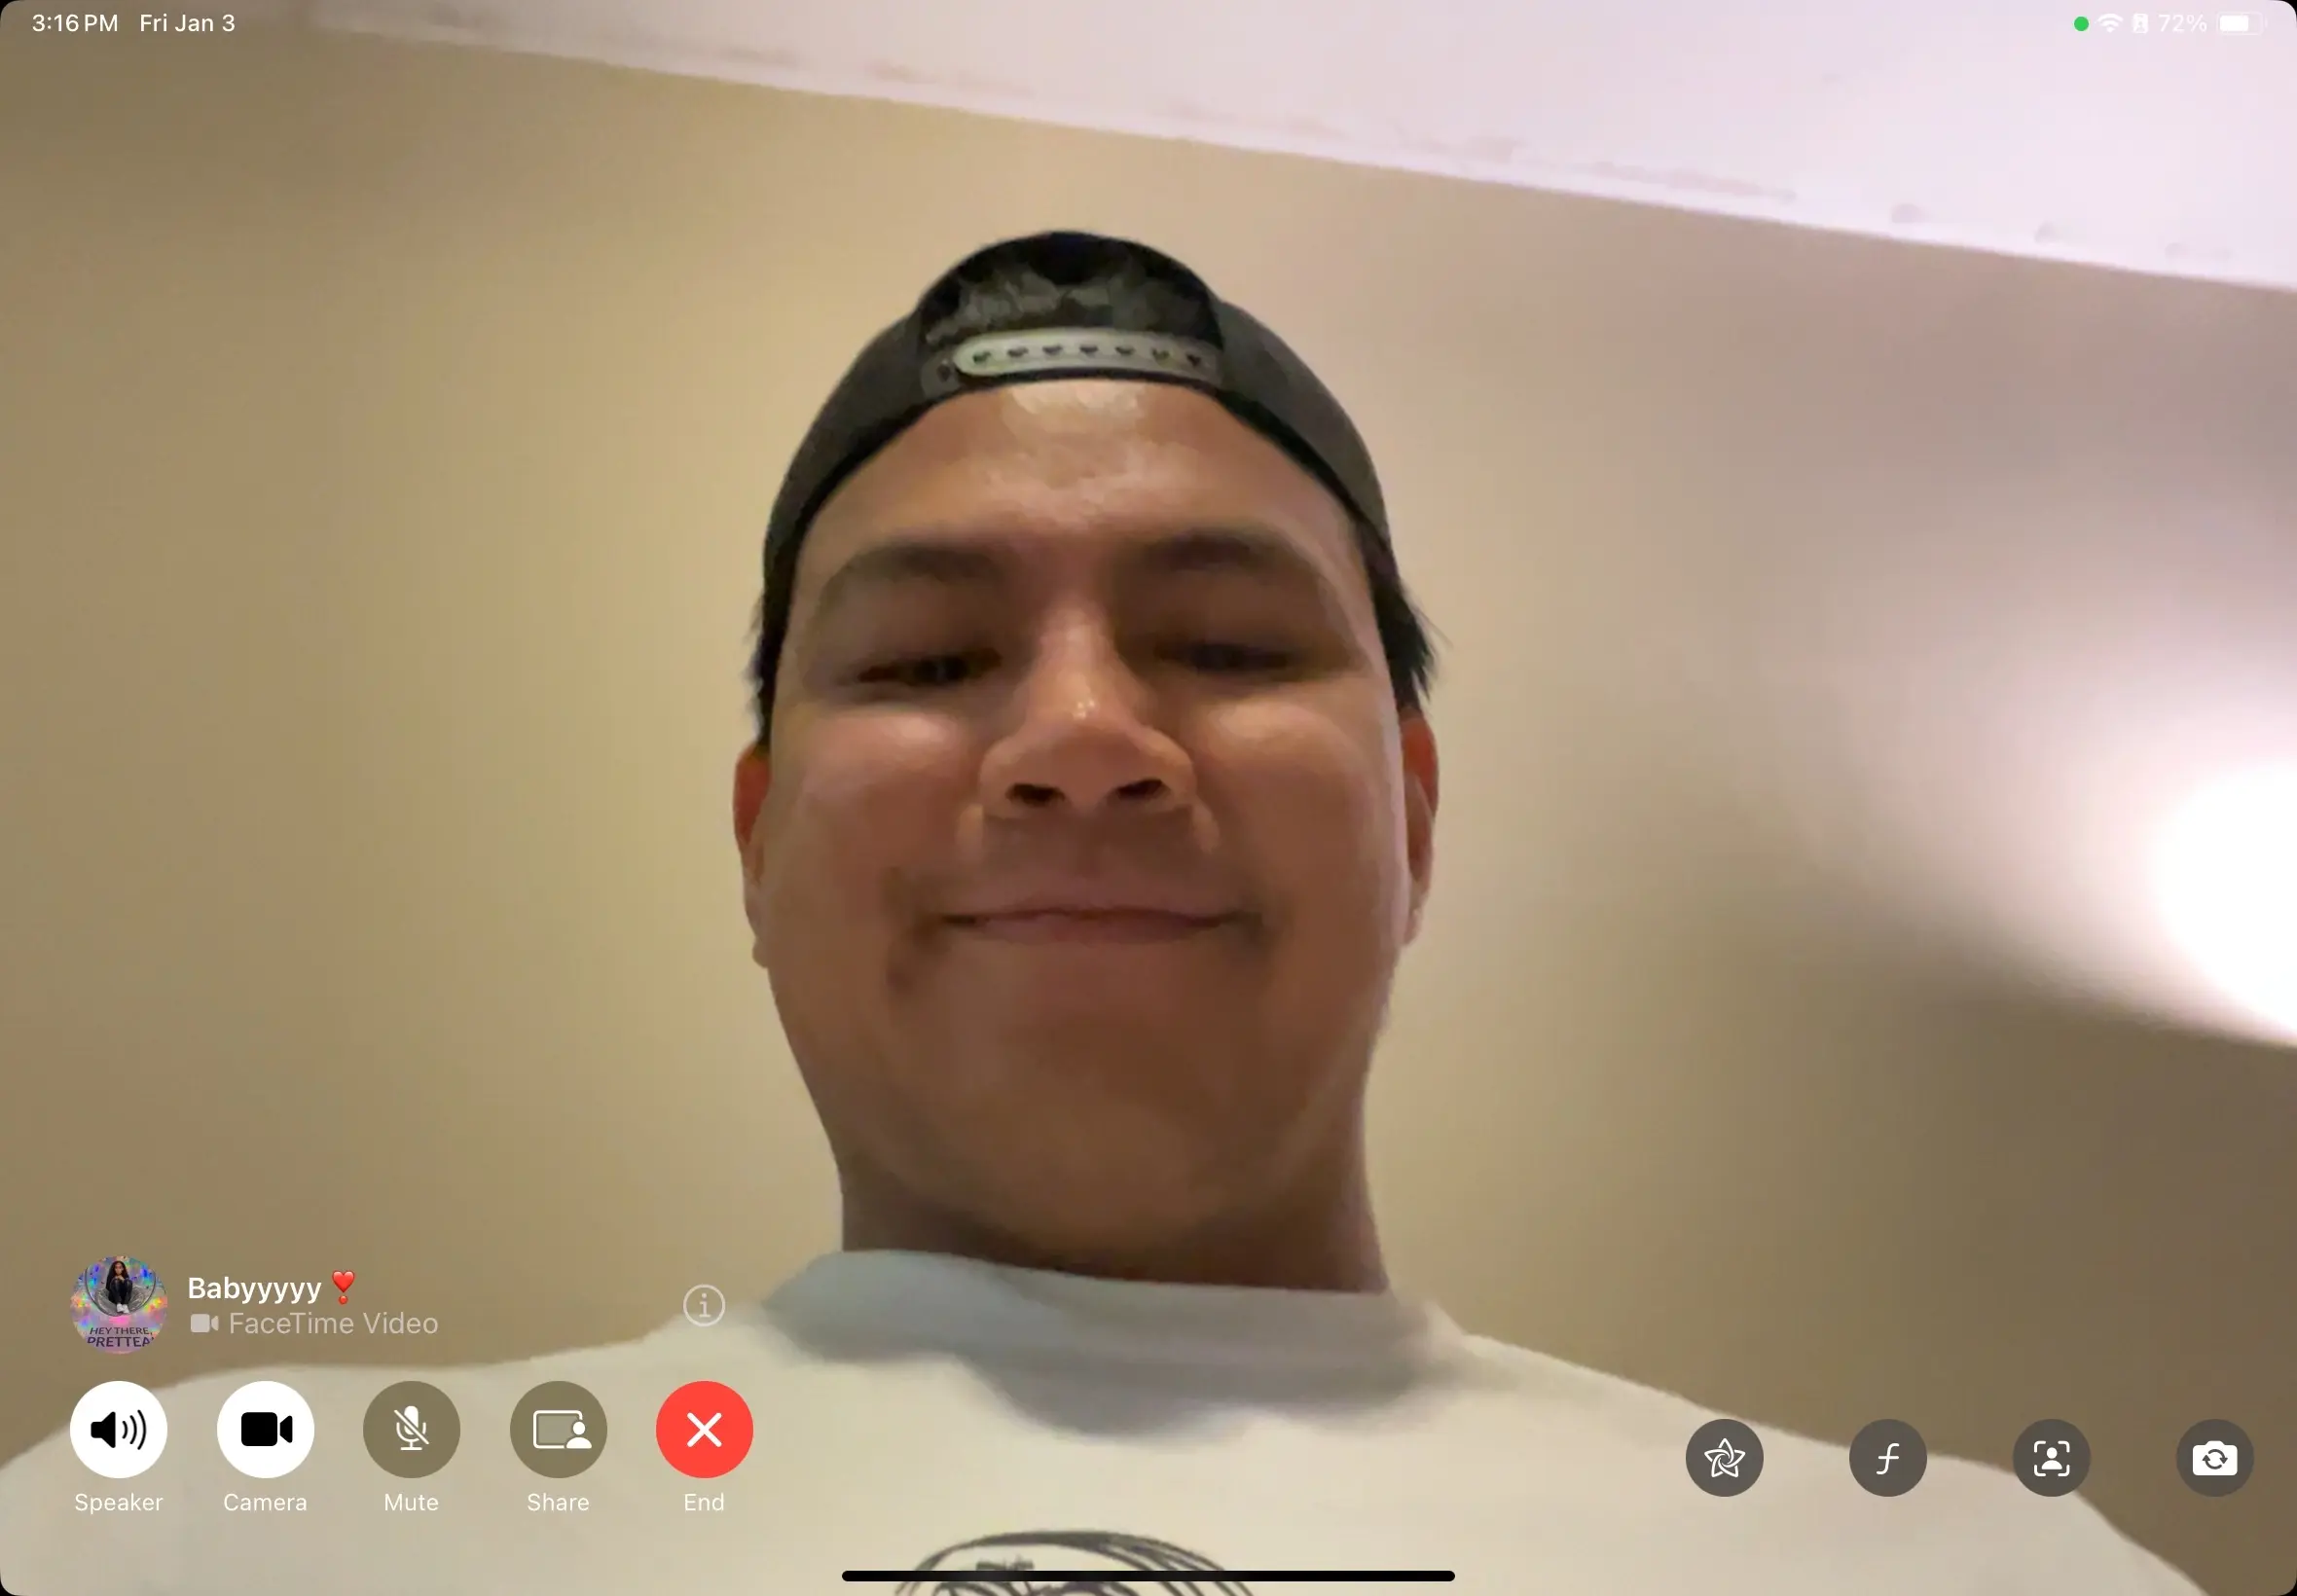 3:16 PM Fri Jan 3
72%
Babyyyyy ❣️
FaceTime Video
HEY THERE,
PRETTEA
Speaker
Camera
Mute
Share
End